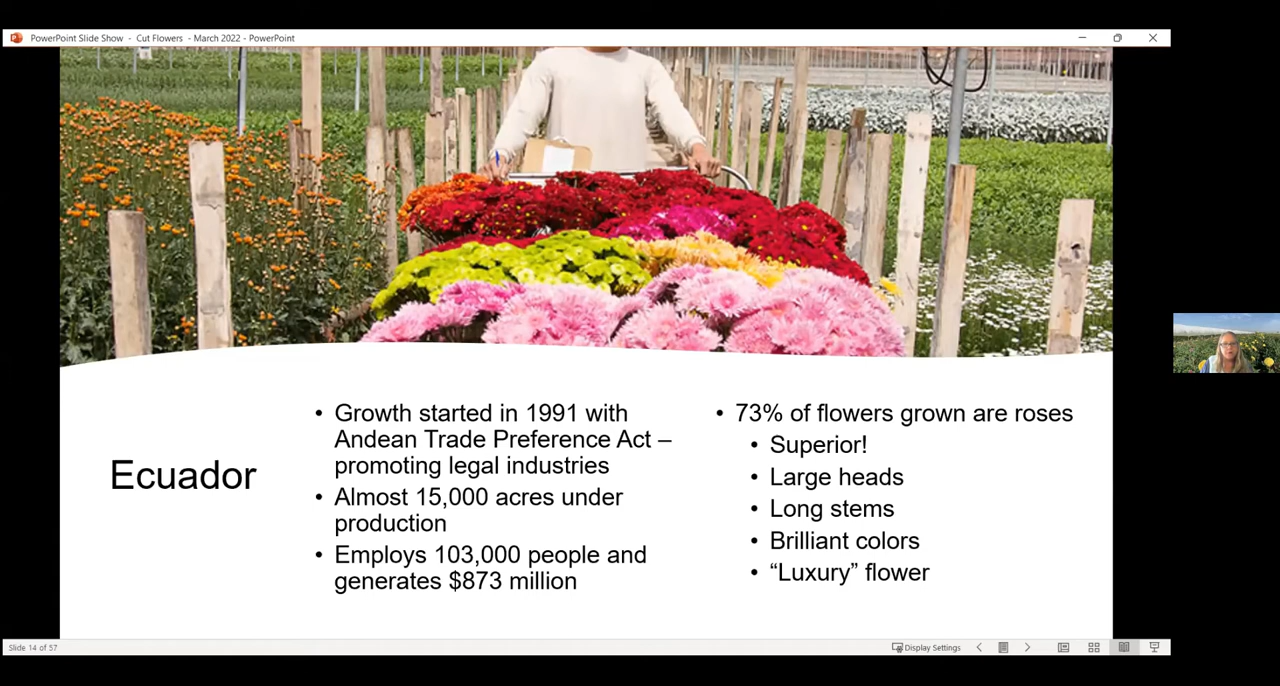 PowerPoint Slide Show - Cut Flowers - March 2022 - PowerPoint
Ecuador
• Growth started in 1991 with
Andean Trade Preference Act –
promoting legal industries
• Almost 15,000 acres under
production
• Employs 103,000 people and
generates $873 million
• 73% of flowers grown are roses
• Superior!
• Large heads
• Long stems
• Brilliant colors
• “Luxury” flower
Slide 14 of 57
Display Settings